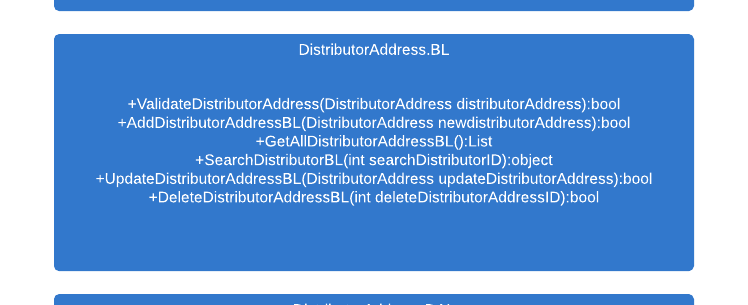 DistributorAddress.BL
+ValidateDistributorAddress(DistributorAddress distributorAddress):bool
+AddDistributorAddressBL(DistributorAddress newdistributorAddress):bool
+GetAllDistributorAddressBL():List
+SearchDistributorBL(int searchDistributorID):object
+UpdateDistributorAddressBL(DistributorAddress updateDistributorAddress):bool
+DeleteDistributorAddressBL(int deleteDistributorAddressID):bool